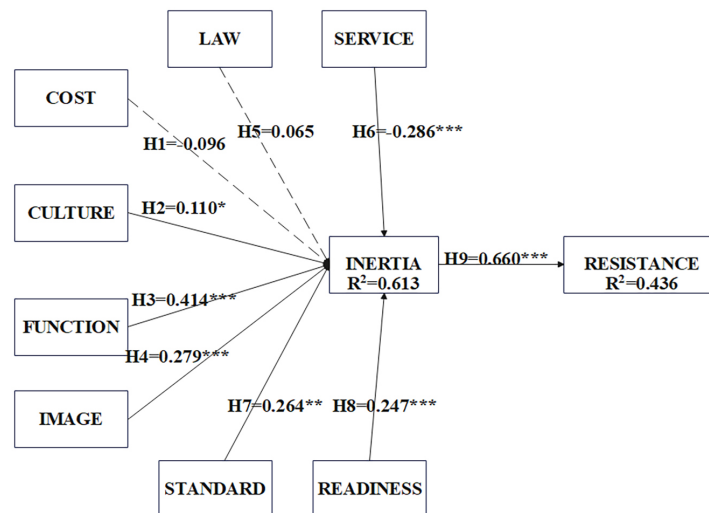 LAW
SERVICE
COST
H1=-0.096
H5=0.065
H6=-0.286***
CULTURE
H2=0.110*
INERTIA
R²=0.613
H9=0.660***
RESISTANCE
R²=0.436
FUNCTION
H3=0.414***
H4=0.279***
IMAGE
H7=0.264**
H8=0.247***
STANDARD
READINESS